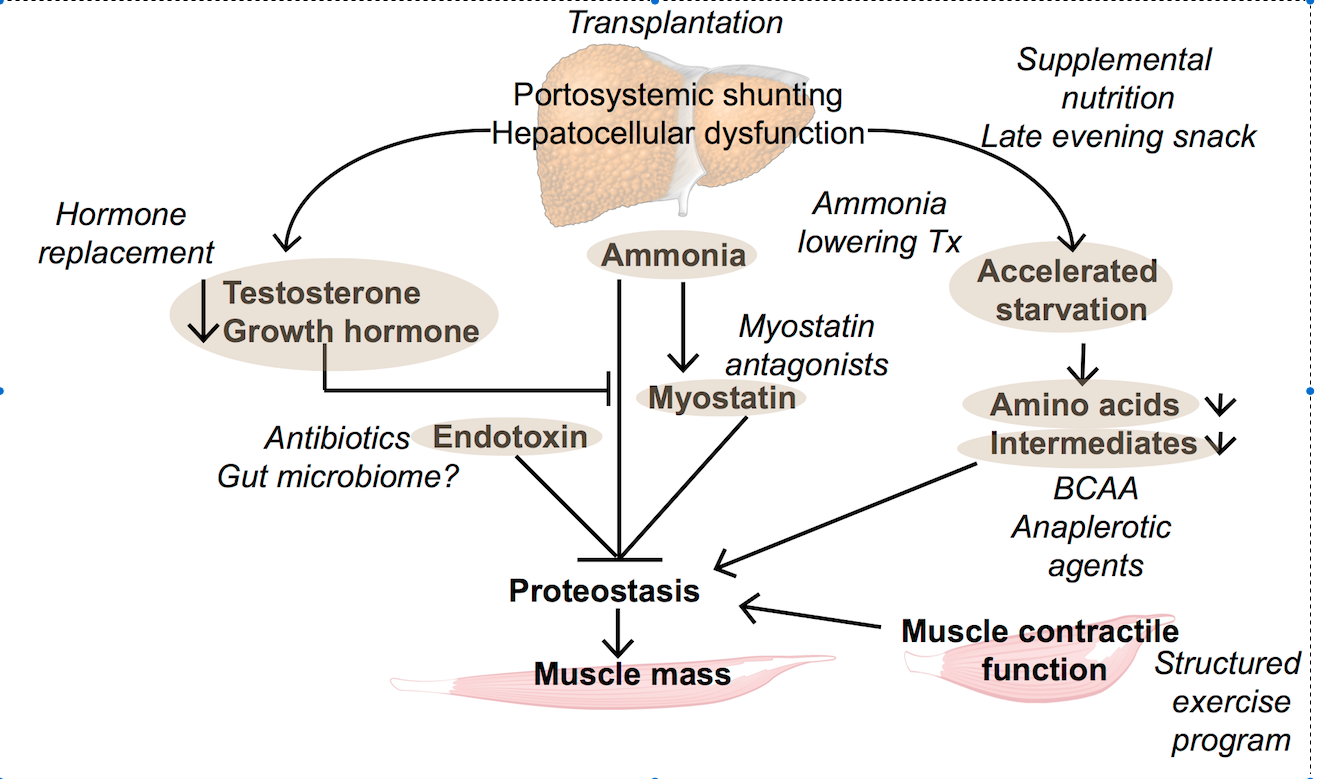 Transplantation
Portosystemic shunting
Hepatocellular dysfunction
Supplemental
nutrition
Late evening snack
Hormone
replacement
Testosterone
Growth hormone
Ammonia
Ammonia
lowering Tx
Accelerated
starvation
Myostatin
antagonists
Myostatin
Amino acids
Intermediates
BCAA
Anaplerotic
agents
Antibiotics
Gut microbiome?
Endotoxin
Proteostasis
Muscle mass
Muscle contractile
function
Structured
exercise
program